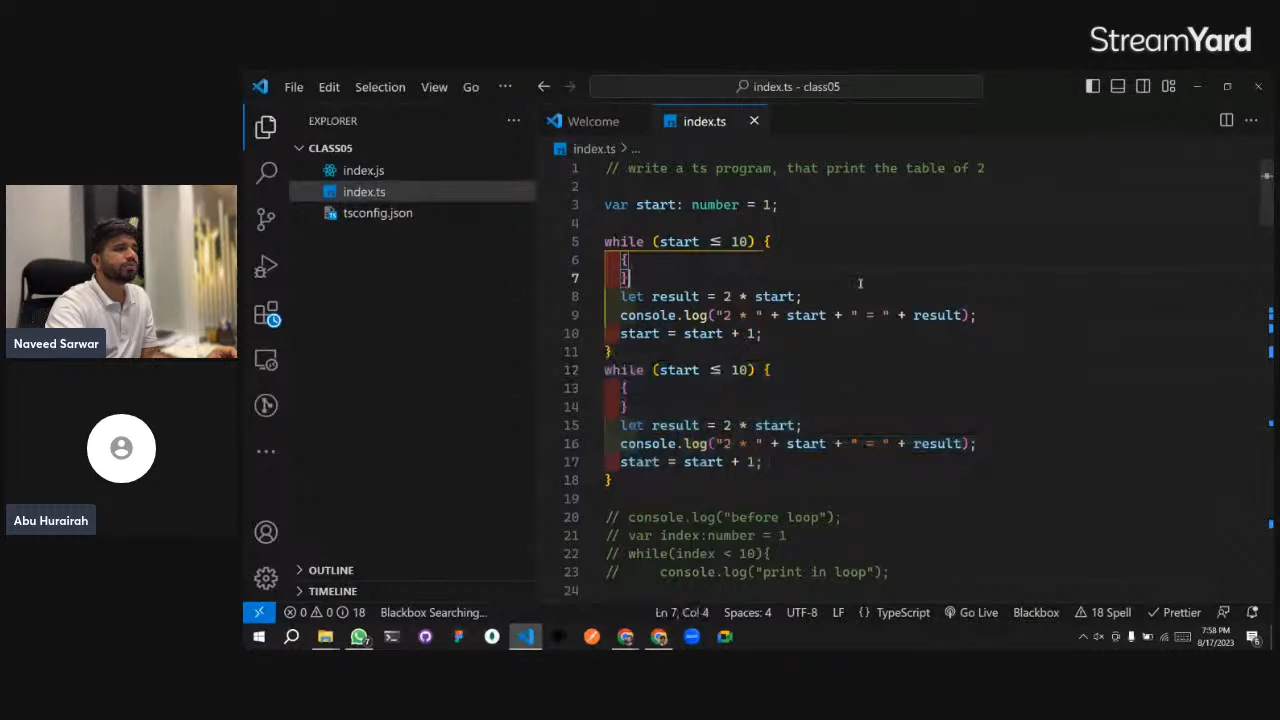 StreamYard
File Edit Selection View Go ··· index.ts - class05
EXPLORER ···
CLASS05
index.js
index.ts
tsconfig.json
Welcome
index.ts
index.ts > ...
1 // write a ts program, that print the table of 2
2
3 var start: number = 1;
4
5 while (start ≤ 10) {
6 {
7 }
8 let result = 2 * start;
9 console.log("2 * " + start + " = " + result);
10 start = start + 1;
11 }
12 while (start ≤ 10) {
13 {
14 }
15 let result = 2 * start;
16 console.log("2 * " + start + " = " + result);
17 start = start + 1;
18 }
19
20 // console.log("before loop");
21 // var index:number = 1
22 // while(index < 10){
23 // console.log("print in loop");
24
OUTLINE
TIMELINE
Naveed Sarwar
Abu Hurairah
0 0 18 Blackbox Searching... Ln 7, Col 4 Spaces: 4 UTF-8 LF {} TypeScript Go Live Blackbox 18 Spell Prettier
7
7:58 PM
8/17/2023
6